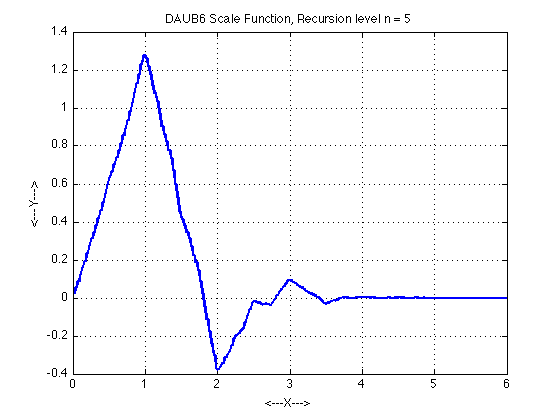 DAUB6 Scale Function, Recursion level n = 5
1.4
1.2
1
0.8
0.6
0.4
0.2
0
-0.2
-0.4
<---Y--->
0 1 2 3 4 5 6
<---X--->